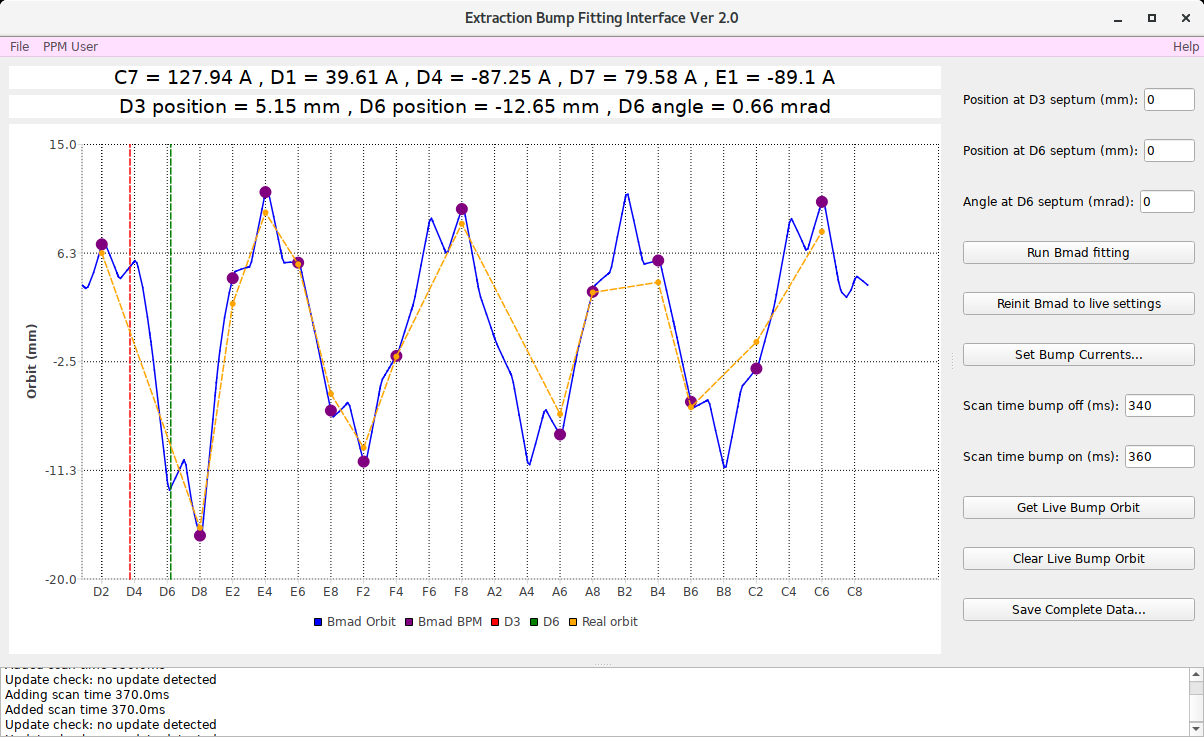 Extraction Bump Fitting Interface Ver 2.0
File PPM User Help
C7 = 127.94 A , D1 = 39.61 A , D4 = -87.25 A , D7 = 79.58 A , E1 = -89.1 A
D3 position = 5.15 mm , D6 position = -12.65 mm , D6 angle = 0.66 mrad
Orbit (mm)
15.0
6.3
-2.5
-11.3
-20.0
D2 D4 D6 D8 E2 E4 E6 E8 F2 F4 F6 F8 A2 A4 A6 A8 B2 B4 B6 B8 C2 C4 C6 C8
Bmad Orbit Bmad BPM D3 D6 Real orbit
Position at D3 septum (mm): 0
Position at D6 septum (mm): 0
Angle at D6 septum (mrad): 0
Run Bmad fitting
Reinit Bmad to live settings
Set Bump Currents...
Scan time bump off (ms): 340
Scan time bump on (ms): 360
Get Live Bump Orbit
Clear Live Bump Orbit
Save Complete Data...
Update check: no update detected
Adding scan time 370.0ms
Added scan time 370.0ms
Update check: no update detected